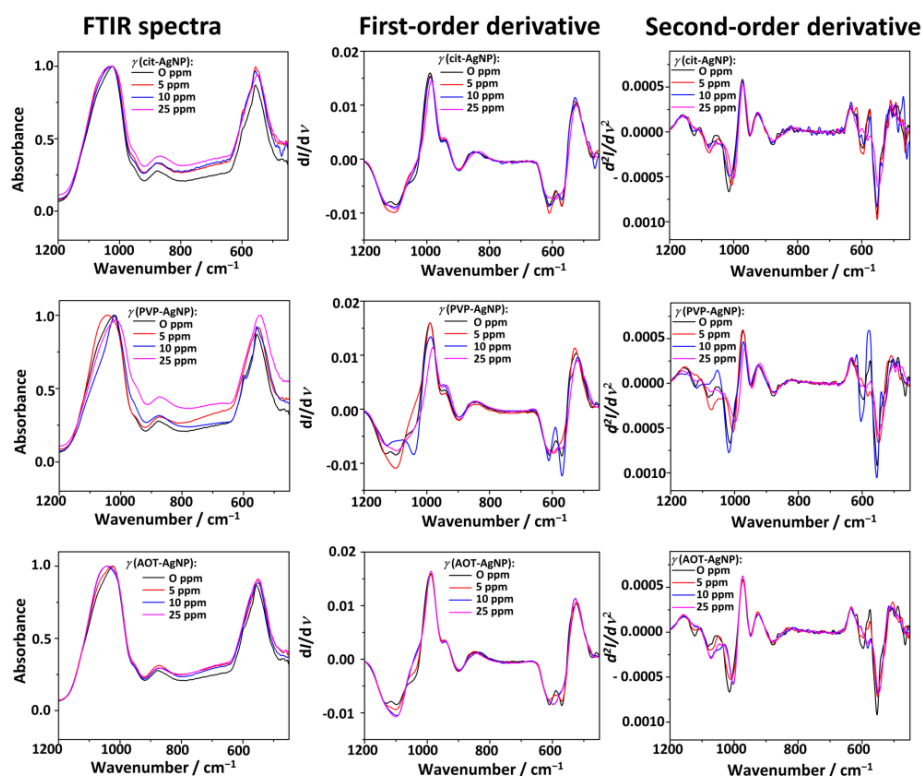 FTIR spectra
First-order derivative
Second-order derivative
Absorbance
1.0
0.5
0.0
1200
1000
800
600
Wavenumber / cm⁻¹
γ(cit-AgNP):
0 ppm
5 ppm
10 ppm
25 ppm
dI/dν
0.02
0.01
0.00
-0.01
1200
1000
800
600
Wavenumber / cm⁻¹
γ(cit-AgNP):
0 ppm
5 ppm
10 ppm
25 ppm
d²I/dν²
0.0005
0.0000
- 0.0005
0.0010
1200
1000
800
600
Wavenumber / cm⁻¹
γ(cit-AgNP):
0 ppm
5 ppm
10 ppm
25 ppm
Absorbance
1.0
0.5
0.0
1200
1000
800
600
Wavenumber / cm⁻¹
γ(PVP-AgNP):
0 ppm
5 ppm
10 ppm
25 ppm
dI/dν
0.02
0.01
0.00
-0.01
1200
1000
800
600
Wavenumber / cm⁻¹
γ(PVP-AgNP):
0 ppm
5 ppm
10 ppm
25 ppm
d²I/dν²
0.0005
0.0000
- 0.0005
0.0010
1200
1000
800
600
Wavenumber / cm⁻¹
γ(PVP-AgNP):
0 ppm
5 ppm
10 ppm
25 ppm
Absorbance
1.0
0.5
0.0
1200
1000
800
600
Wavenumber / cm⁻¹
γ(AOT-AgNP):
0 ppm
5 ppm
10 ppm
25 ppm
dI/dν
0.02
0.01
0.00
-0.01
1200
1000
800
600
Wavenumber / cm⁻¹
γ(AOT-AgNP):
0 ppm
5 ppm
10 ppm
25 ppm
d²I/dν²
0.0005
0.0000
- 0.0005
0.0010
1200
1000
800
600
Wavenumber / cm⁻¹
γ(AOT-AgNP):
0 ppm
5 ppm
10 ppm
25 ppm